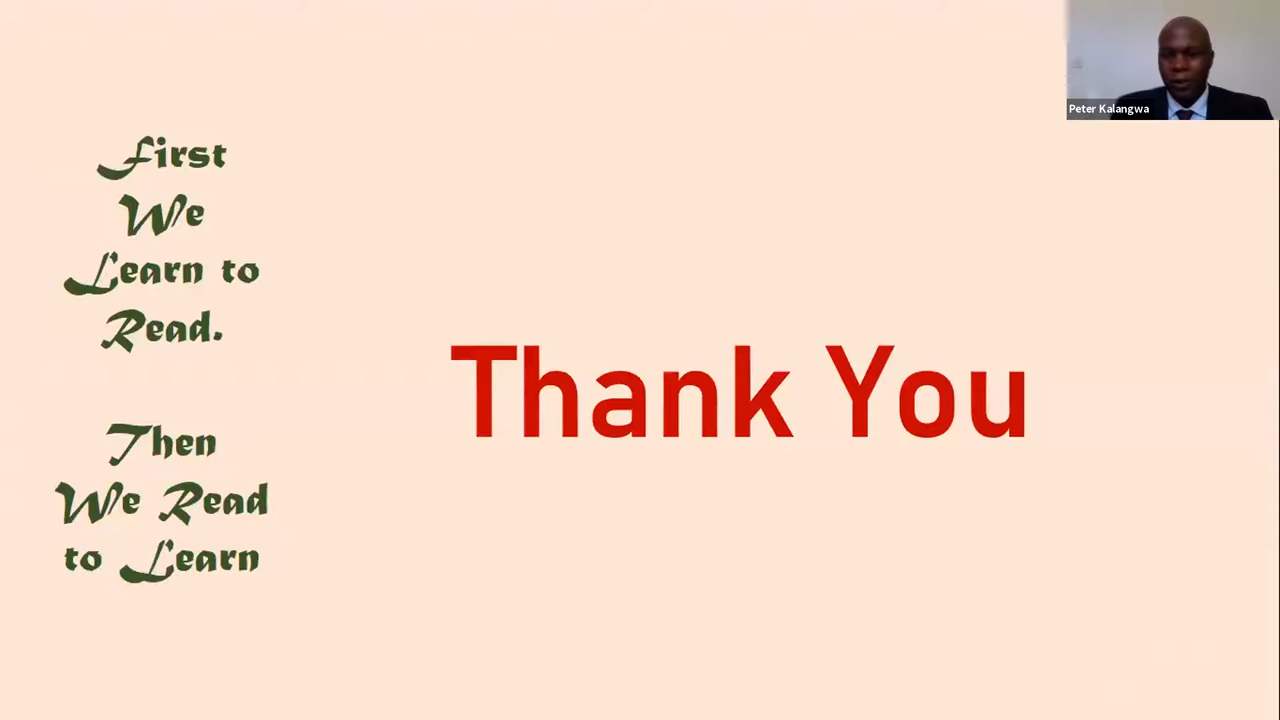 First
We
Learn to
Read.
Then
We Read
to Learn
Thank You
Peter Kalangwa